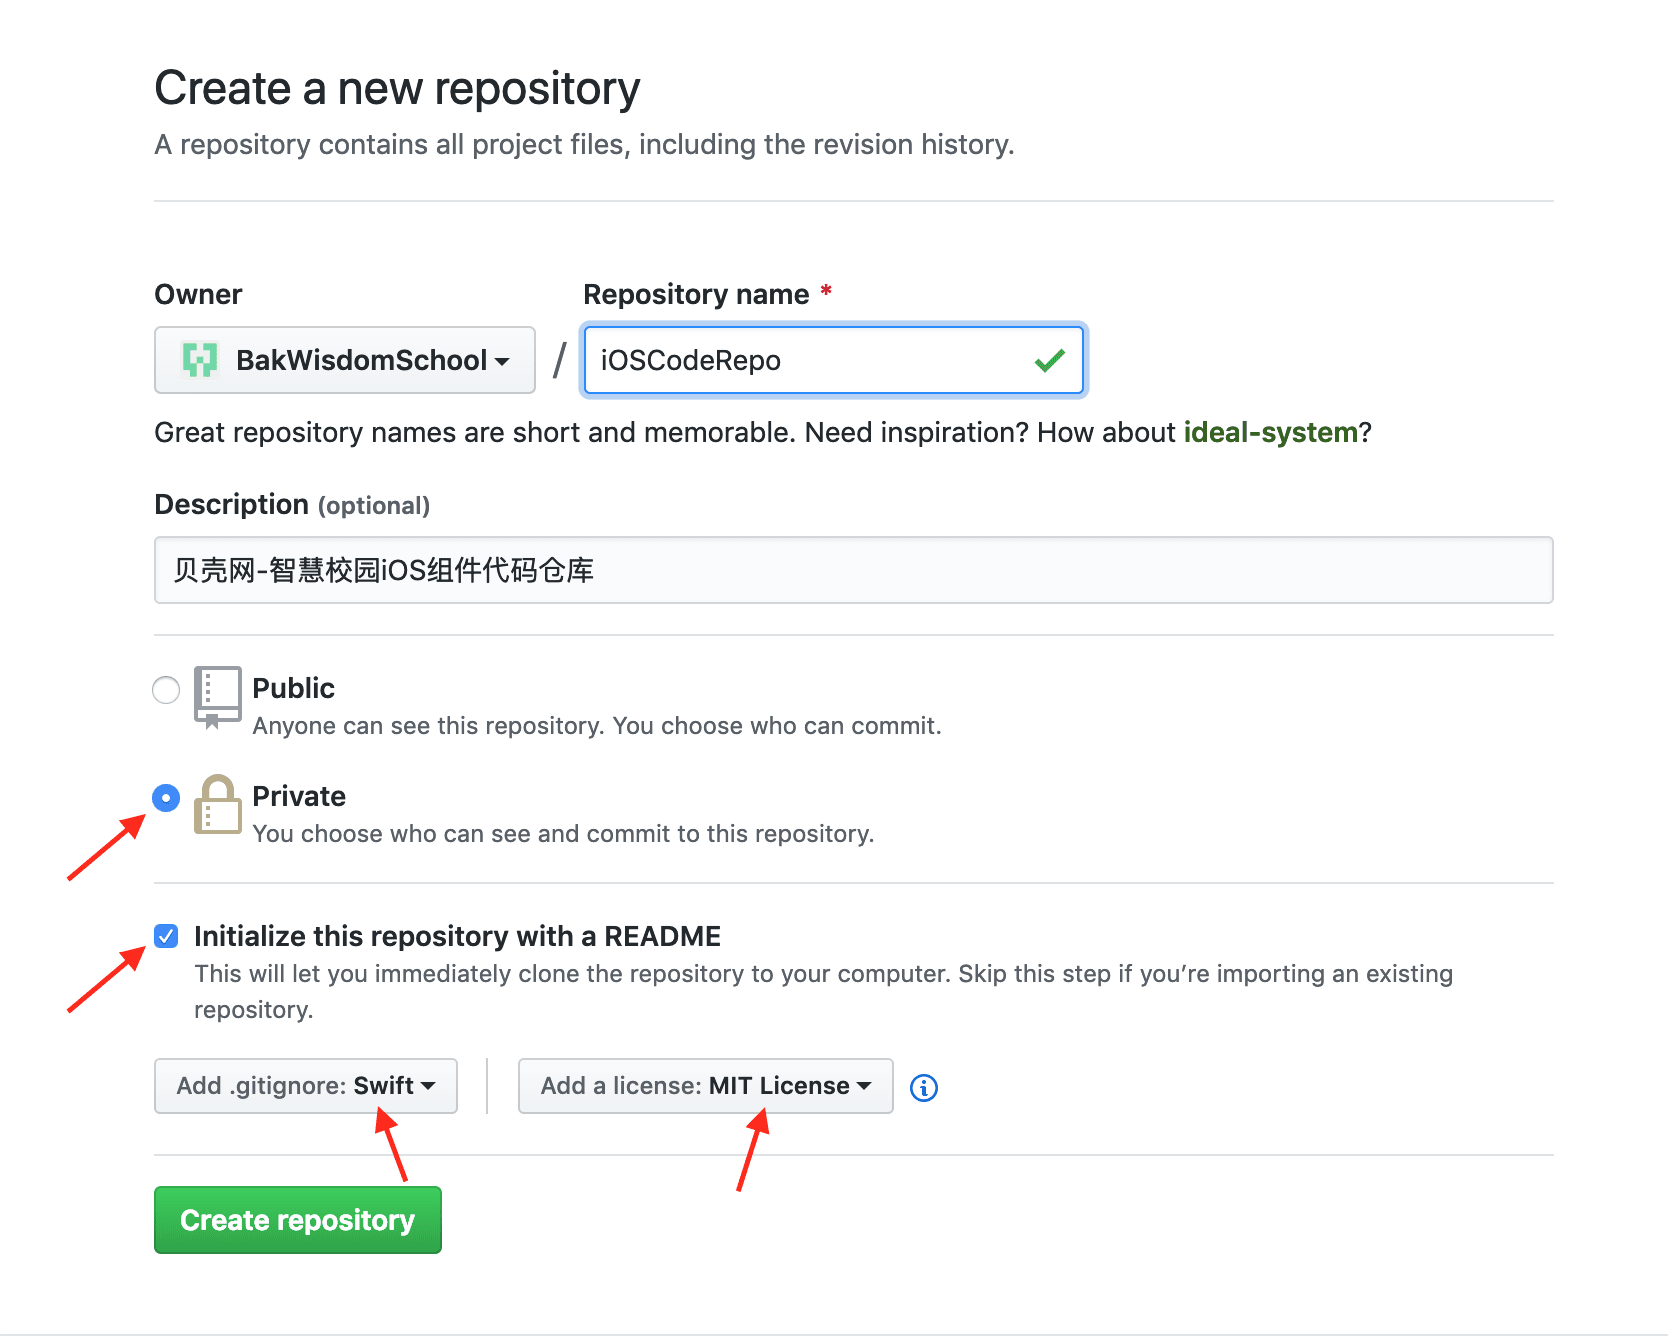 Create a new repository
A repository contains all project files, including the revision history.
Owner
Repository name *
BakWisdomSchool
/
iOSCodeRepo
Great repository names are short and memorable. Need inspiration? How about ideal-system?
Description (optional)
贝壳网-智慧校园iOS组件代码仓库
Public
Anyone can see this repository. You choose who can commit.
Private
You choose who can see and commit to this repository.
Initialize this repository with a README
This will let you immediately clone the repository to your computer. Skip this step if you’re importing an existing
repository.
Add .gitignore: Swift
Add a license: MIT License
Create repository